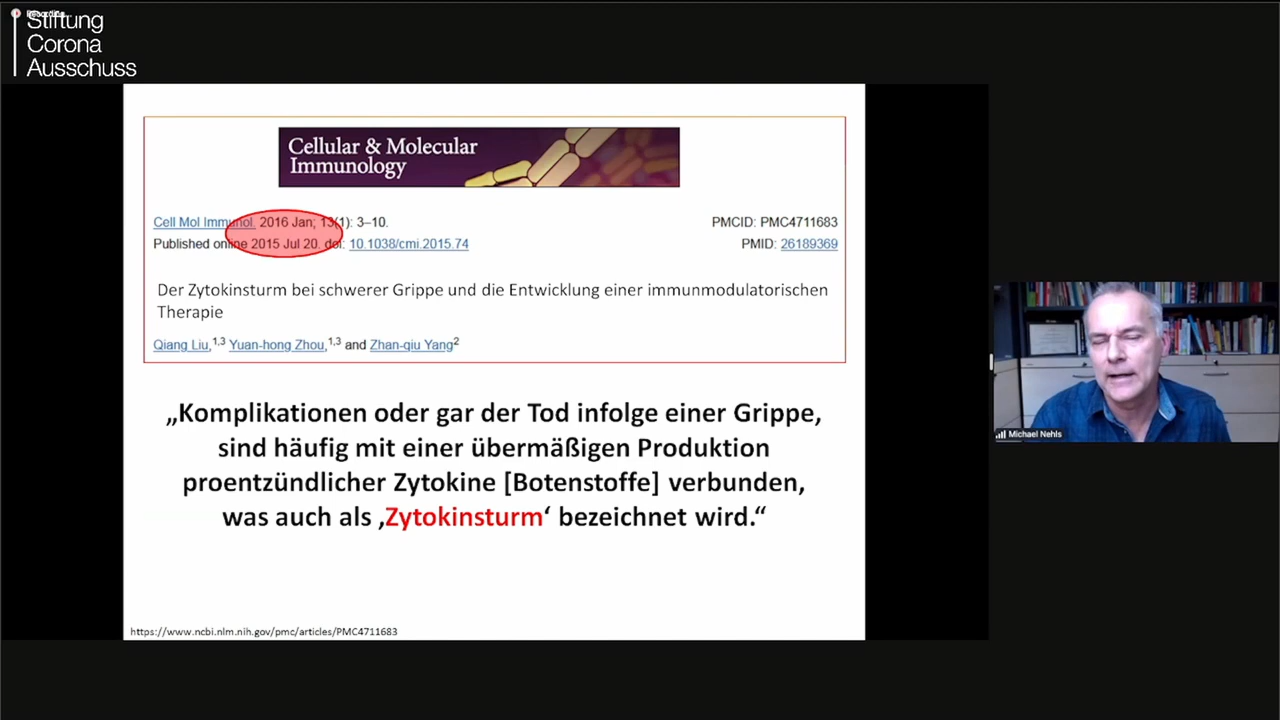 Stiftung
Corona
Ausschuss
Cellular & Molecular
Immunology
Cell Mol Immunol. 2016 Jan; 13(1): 3–10.
PMCID: PMC4711683
Published online 2015 Jul 20. doi: 10.1038/cmi.2015.74
PMID: 26189369
Der Zytokinsturm bei schwerer Grippe und die Entwicklung einer immunmodulatorischen
Therapie
Qiang Liu,1,3 Yuan-hong Zhou,1,3 and Zhan-qiu Yang2
„Komplikationen oder gar der Tod infolge einer Grippe,
sind häufig mit einer übermäßigen Produktion
proentzündlicher Zytokine [Botenstoffe] verbunden,
was auch als ‚Zytokinsturm‘ bezeichnet wird.“
https://www.ncbi.nlm.nih.gov/pmc/articles/PMC4711683
Michael Nehls